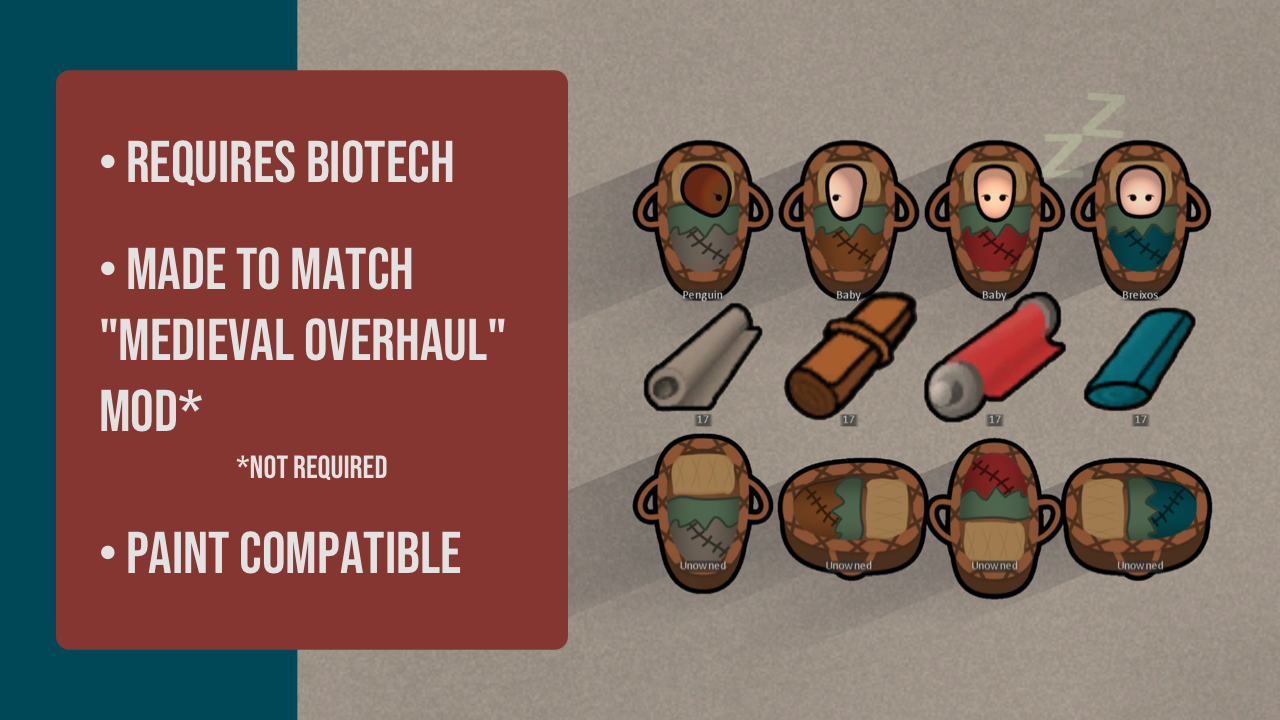 • REQUIRES BIOTECH
• MADE TO MATCH
"MEDIEVAL OVERHAUL"
MOD*
*NOT REQUIRED
• PAINT COMPATIBLE
Z
Z
Penguin
Baby
Baby
Breixos
17
17
17
17
Unowned
Unowned
Unowned
Unowned